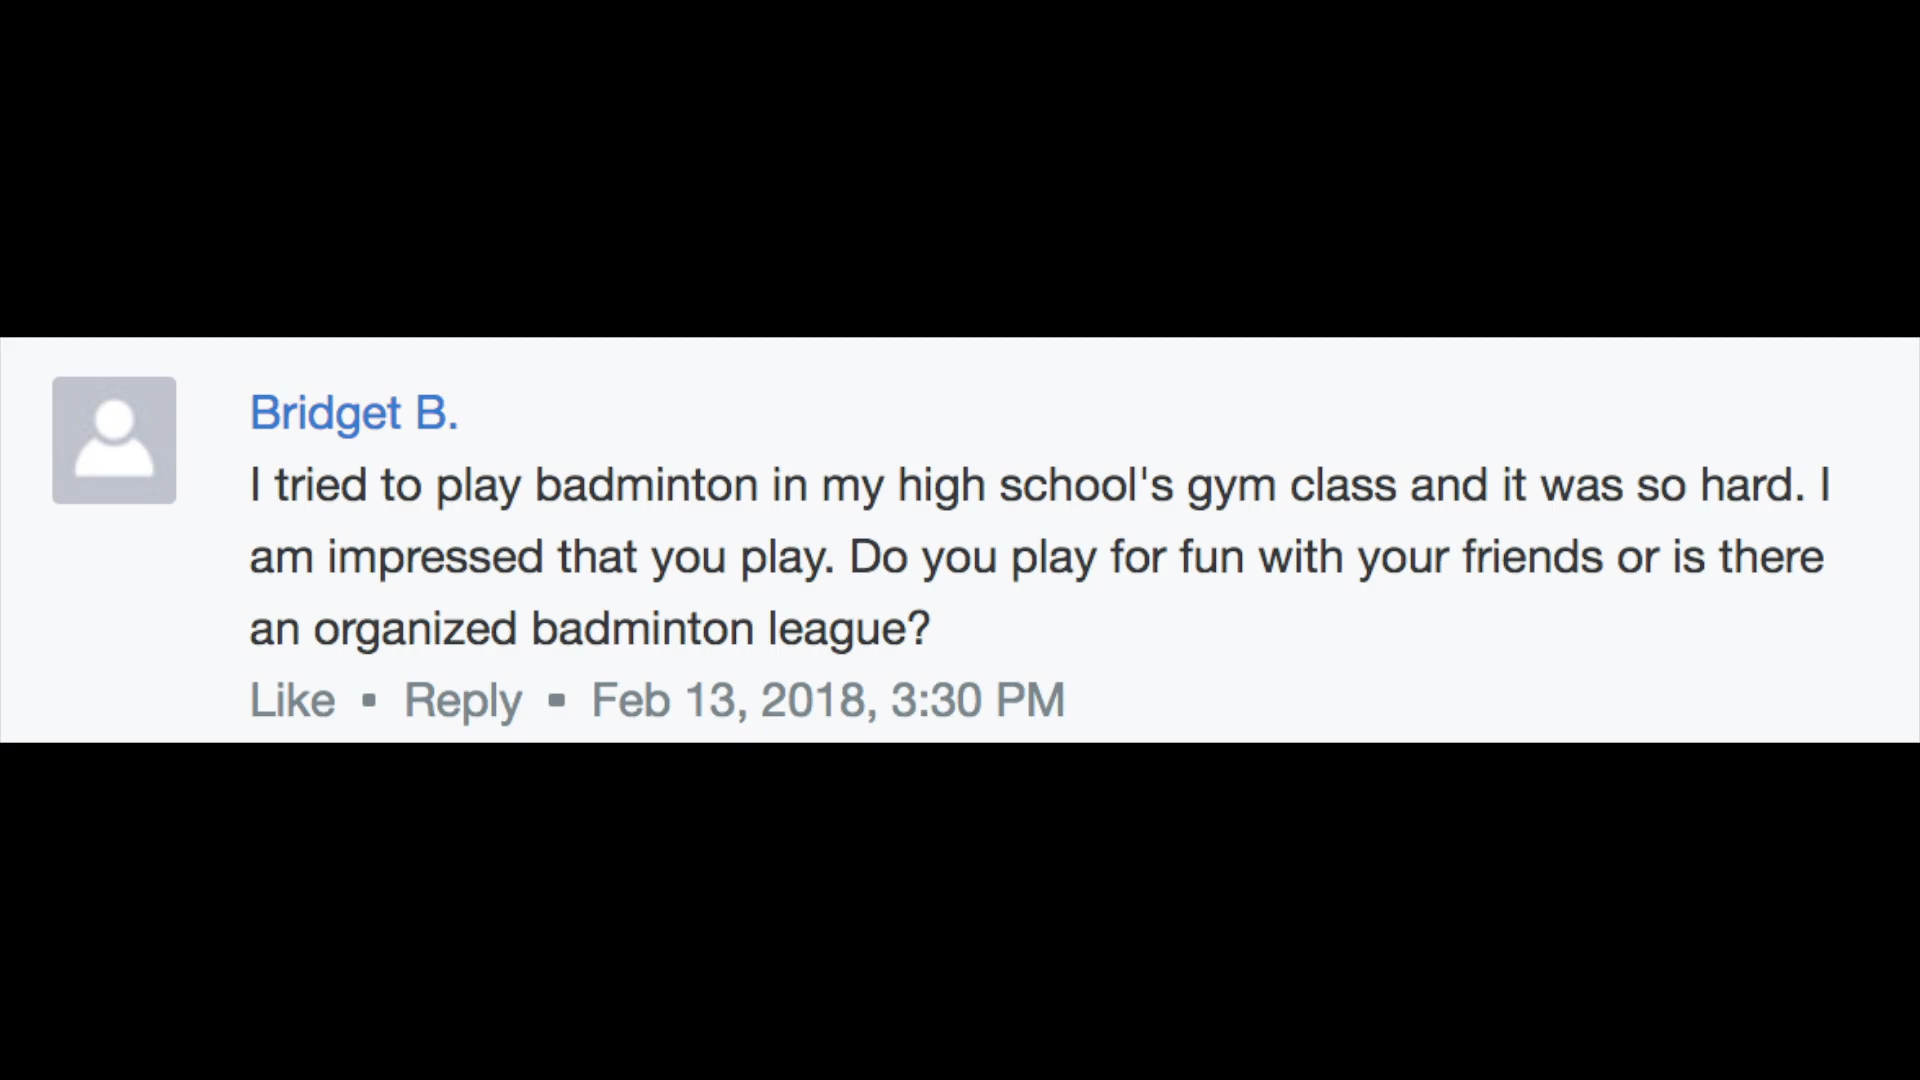 Bridget B.
I tried to play badminton in my high school's gym class and it was so hard. I
am impressed that you play. Do you play for fun with your friends or is there
an organized badminton league?
Like ▪ Reply ▪ Feb 13, 2018, 3:30 PM